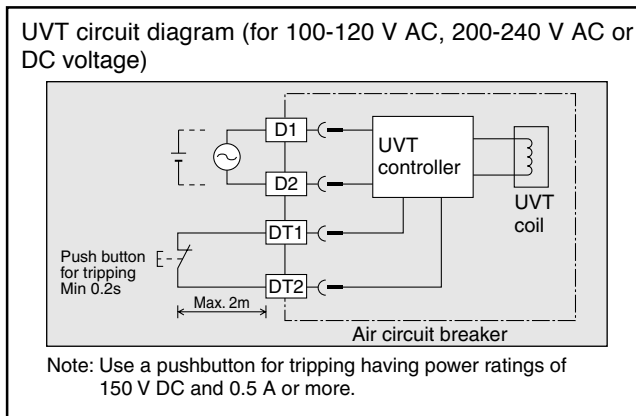 UVT circuit diagram (for 100-120 V AC, 200-240 V AC or
DC voltage)
D1
D2
UVT
controller
UVT
coil
DT1
DT2
Push button
for tripping
Min 0.2s
Max. 2m
Air circuit breaker
Note: Use a pushbutton for tripping having power ratings of
150 V DC and 0.5 A or more.